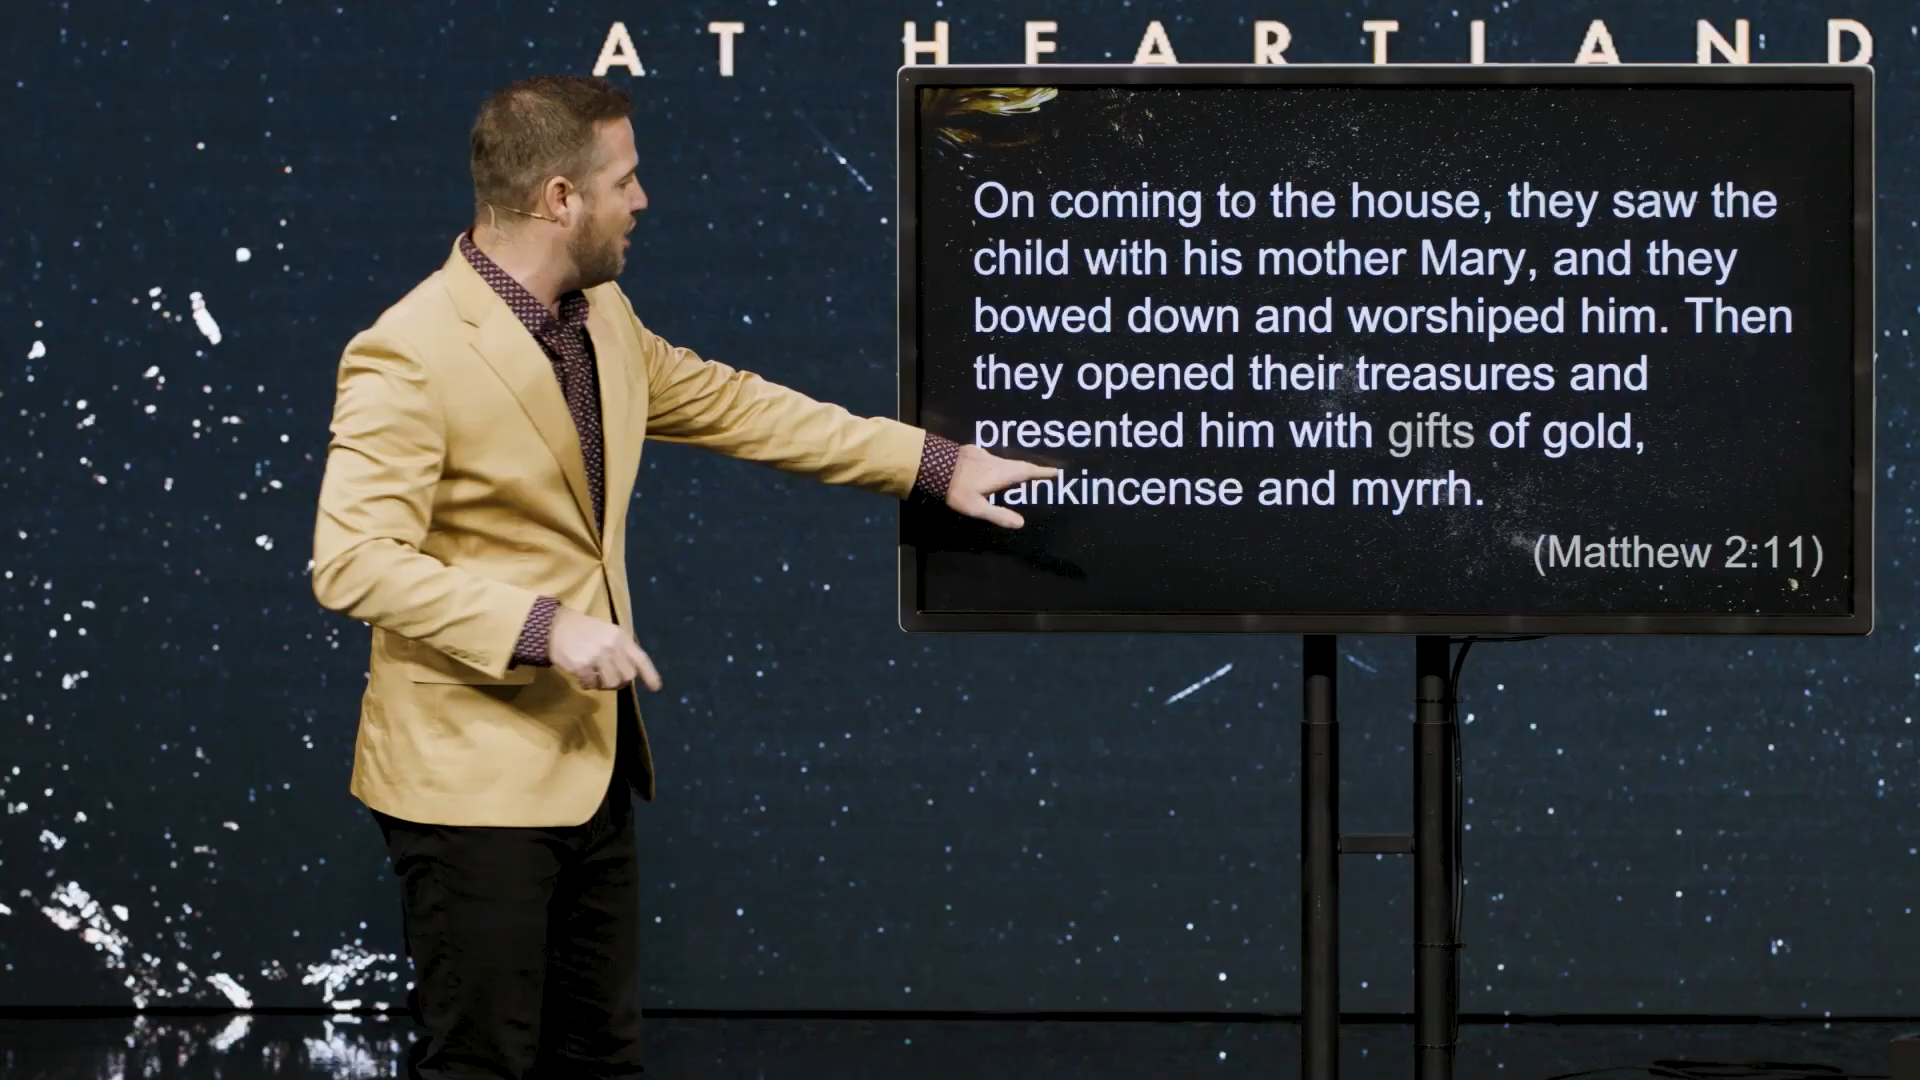 AT HEARTLAND
On coming to the house, they saw the
child with his mother Mary, and they
bowed down and worshiped him. Then
they opened their treasures and
presented him with gifts of gold,
and myrrh.
(Matthew 2:11)